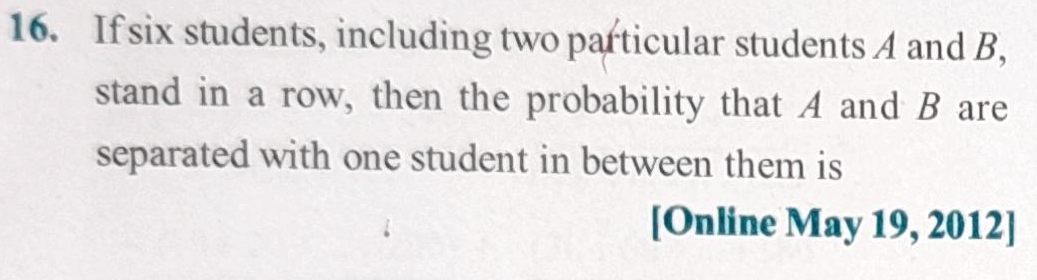 16. If six students, including two particular students A and B,
stand in a row, then the probability that A and B are
separated with one student in between them is
[Online May 19, 2012]